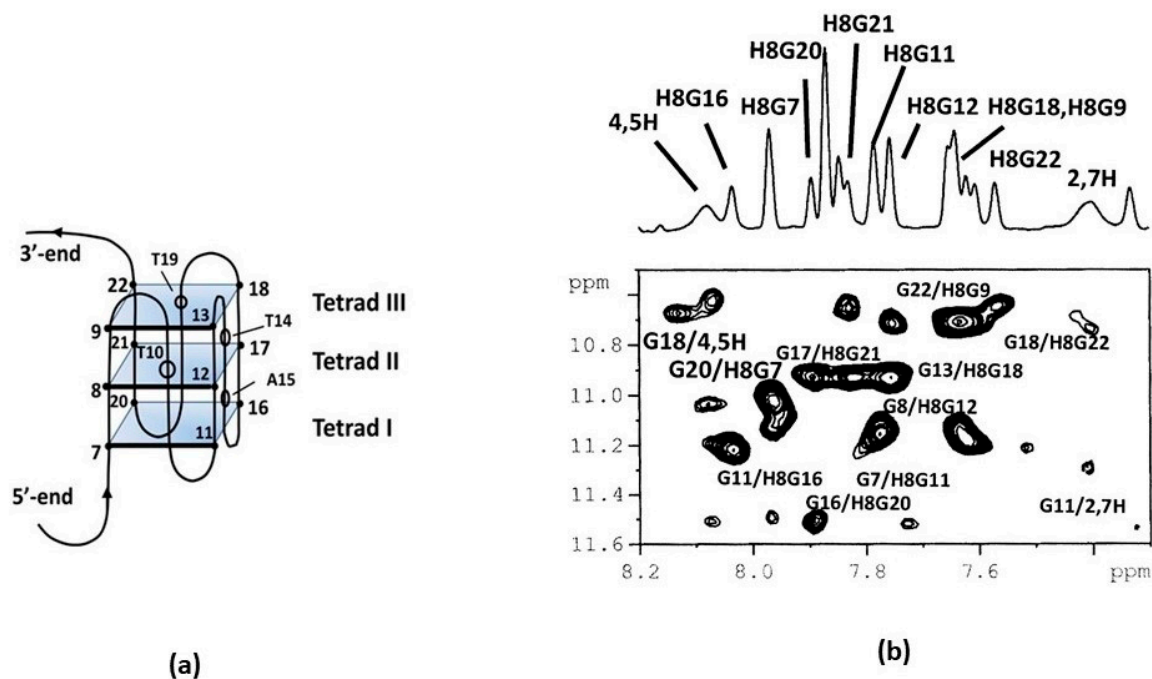 3'-end
5'-end
T19
T14
T10
A15
22
18
9
13
21
17
8
12
20
16
7
11
Tetrad III
Tetrad II
Tetrad I
(a)
H8G21
H8G20
H8G11
H8G16
H8G7
H8G12
H8G18,H8G9
4,5H
H8G22
2,7H
ppm
10.8
11.0
11.2
11.4
11.6
G22/H8G9
G18/4,5H
G17/H8G21
G18/H8G22
G20/H8G7
G13/H8G18
G8/H8G12
G11/H8G16
G7/H8G11
G16/H8G20
G11/2,7H
8.2
8.0
7.8
7.6
ppm
(b)